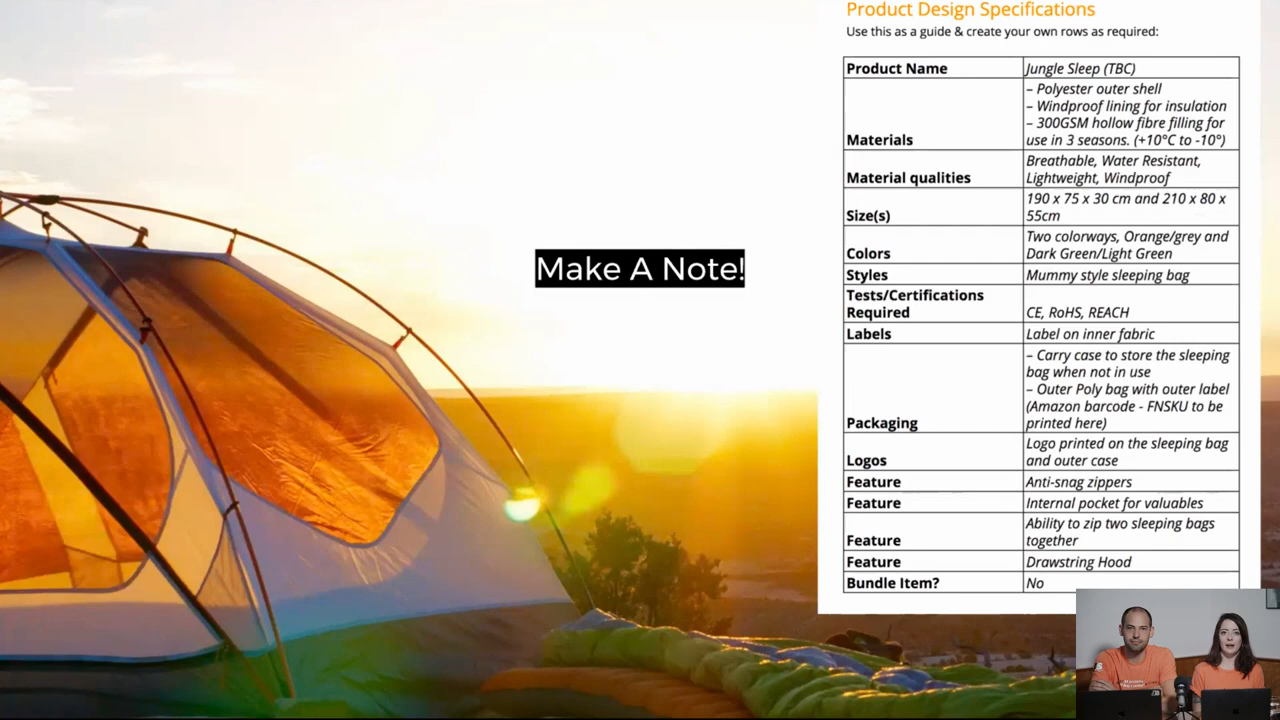 Product Design Specifications
Use this as a guide & create your own rows as required:
Product Name
Jungle Sleep (TBC)
Materials
– Polyester outer shell
– Windproof lining for insulation
– 300GSM hollow fibre filling for
use in 3 seasons. (+10°C to -10°)
Material qualities
Breathable, Water Resistant,
Lightweight, Windproof
Size(s)
190 x 75 x 30 cm and 210 x 80 x
55cm
Colors
Two colorways, Orange/grey and
Dark Green/Light Green
Styles
Mummy style sleeping bag
Tests/Certifications
Required
CE, RoHS, REACH
Labels
Label on inner fabric
Packaging
– Carry case to store the sleeping
bag when not in use
– Outer Poly bag with outer label
(Amazon barcode - FNSKU to be
printed here)
Logos
Logo printed on the sleeping bag
and outer case
Feature
Anti-snag zippers
Feature
Internal pocket for valuables
Feature
Ability to zip two sleeping bags
together
Feature
Drawstring Hood
Bundle Item?
No
Make A Note!